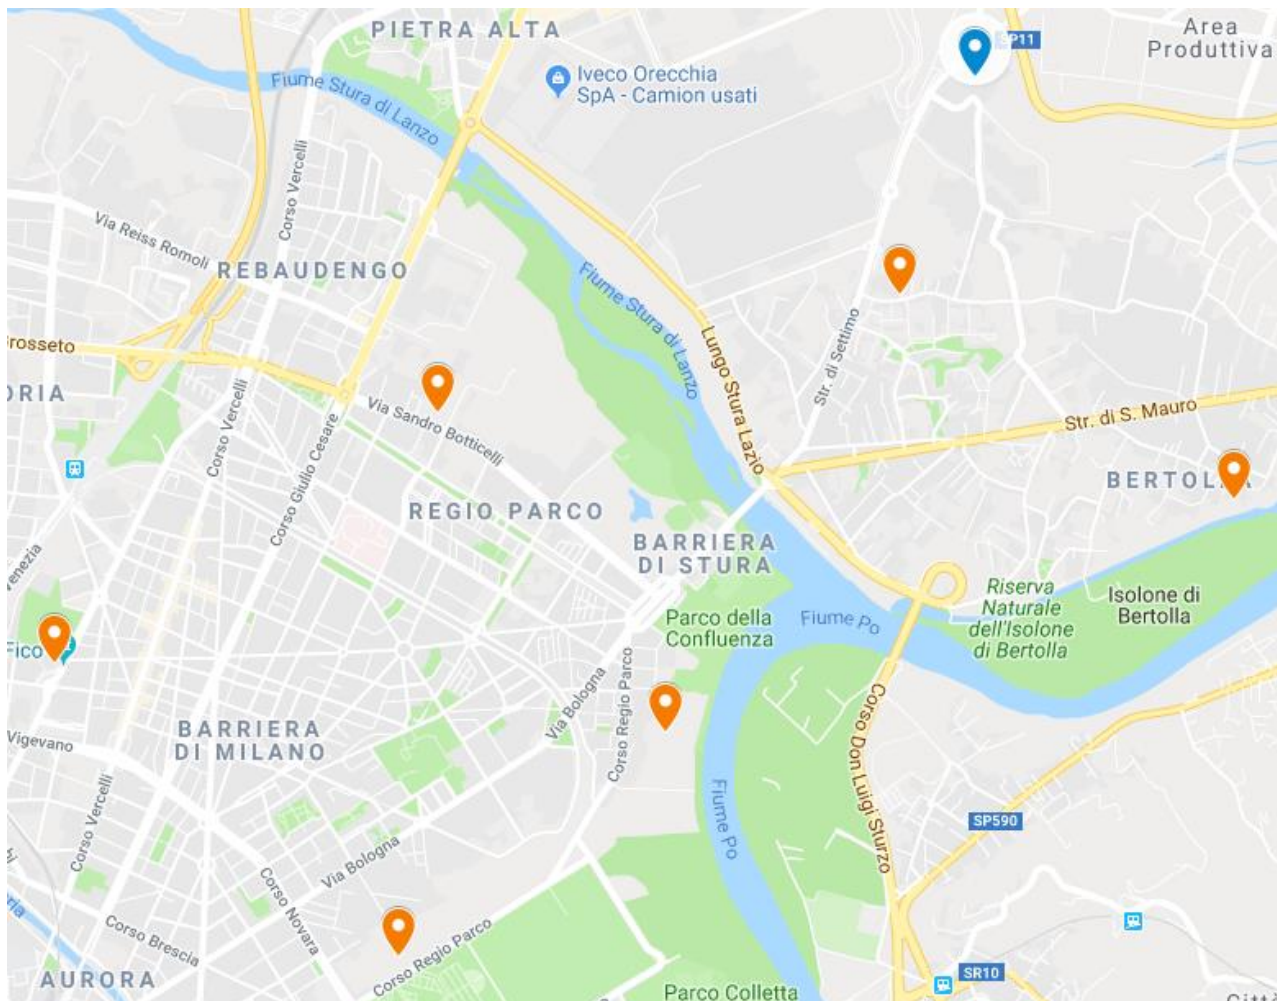 PIETRA ALTA
Iveco Orecchia
SpA - Camion usati
SP11
Area
Produttiva
Fiume Stura di Lanzo
Corso Vercelli
Via Reiss Romoli
REBAUDENGO
Fiume Stura di Lanzo
Lungo Stura Lazio
Str. di Settimo
rosseto
ORIA
Corso Vercelli
Corso Giulio Cesare
Via Sandro Botticelli
Str. di S. Mauro
BERTOLLA
REGIO PARCO
BARRIERA
DI STURA
enezia
Parco della
Confluenza
Fiume Po
Riserva
Naturale
dell'Isolone
di Bertolla
Isolone di
Bertolla
Fico
Via Bologna
Corso Regio Parco
Corso Don Luigi Sturzo
BARRIERA
DI MILANO
Vigevano
Corso Vercelli
Fiume Po
SP590
Via Bologna
Corso Novara
Corso Brescia
Corso Regio Parco
AURORA
Parco Colletta
SR10